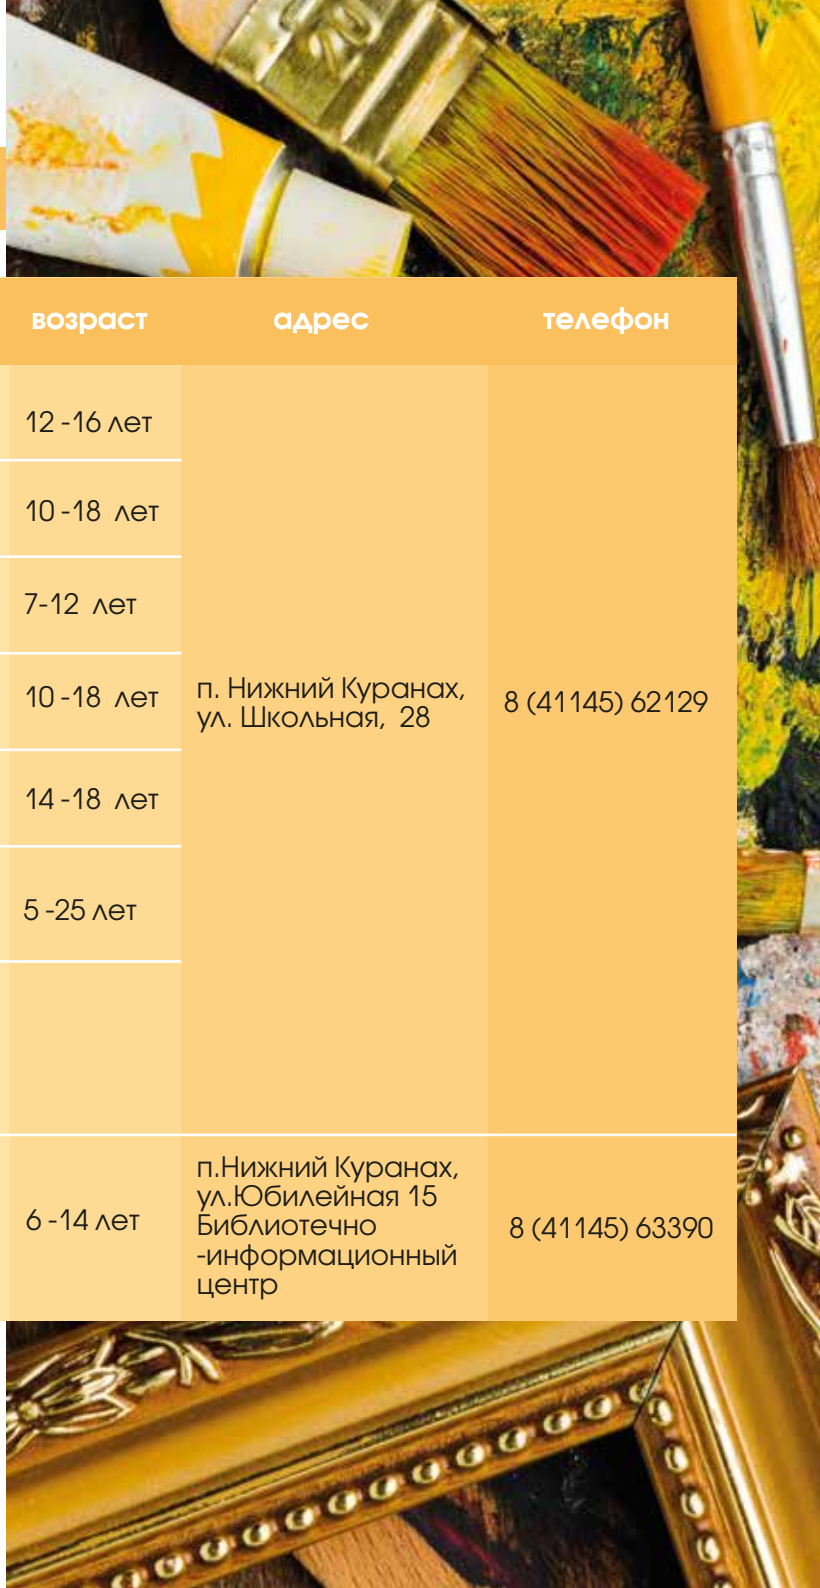 возраст адрес телефон
12 -16 лет
10 -18 лет
7-12 лет
10 -18 лет
п. Нижний Куранах,
ул. Школьная, 28
8 (41145) 62129
14 -18 лет
5 -25 лет
6 -14 лет
п.Нижний Куранах,
ул.Юбилейная 15
Библиотечно
-информационный
центр
8 (41145) 63390